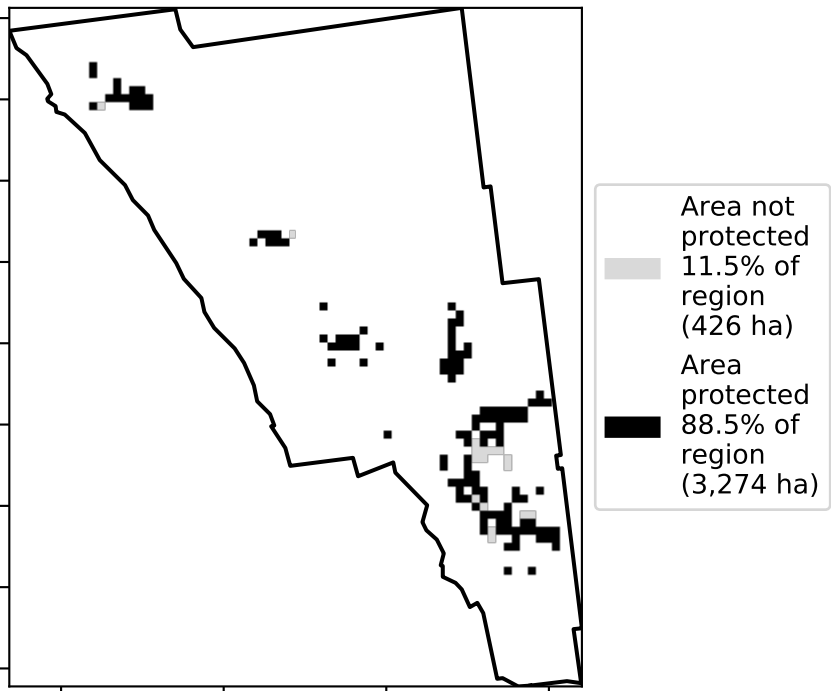 Area not
protected
11.5% of
region
(426 ha)
Area
protected
88.5% of
region
(3,274 ha)